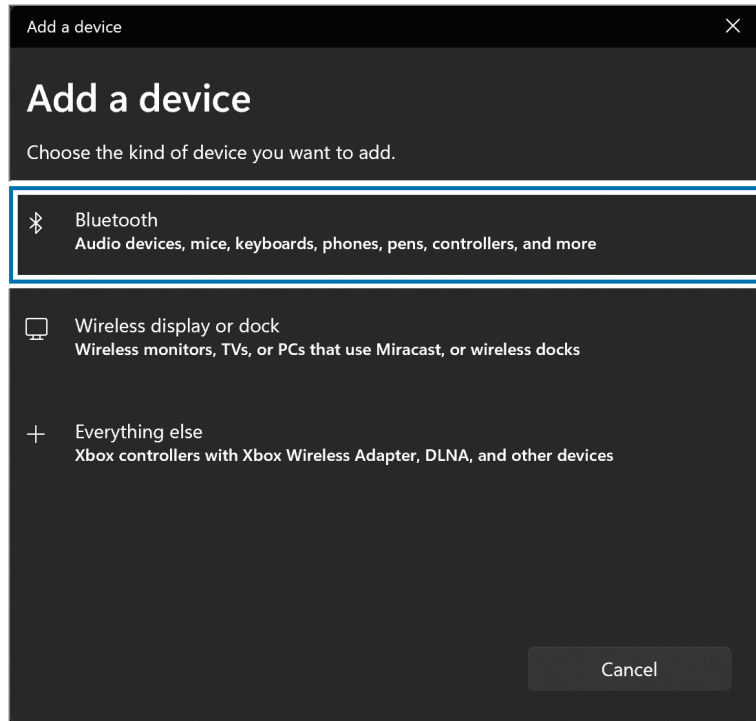 Add a device
Add a device
Choose the kind of device you want to add.
Bluetooth
Audio devices, mice, keyboards, phones, pens, controllers, and more
Wireless display or dock
Wireless monitors, TVs, or PCs that use Miracast, or wireless docks
Everything else
Xbox controllers with Xbox Wireless Adapter, DLNA, and other devices
Cancel